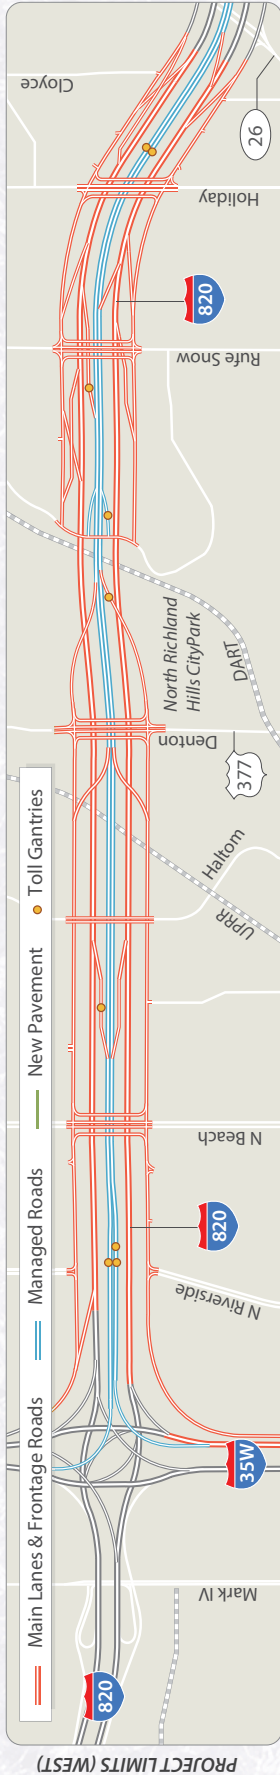 PROJECT LIMITS (WEST)
Main Lanes & Frontage Roads
Managed Roads
New Pavement
Toll Gantries
820
Mark IV
35W
N Riverside
820
N Beach
UPRR
Haltom
Denton
377
DART
North Richland
Hills CityPark
Rufe Snow
820
Holiday
26
Cloyce